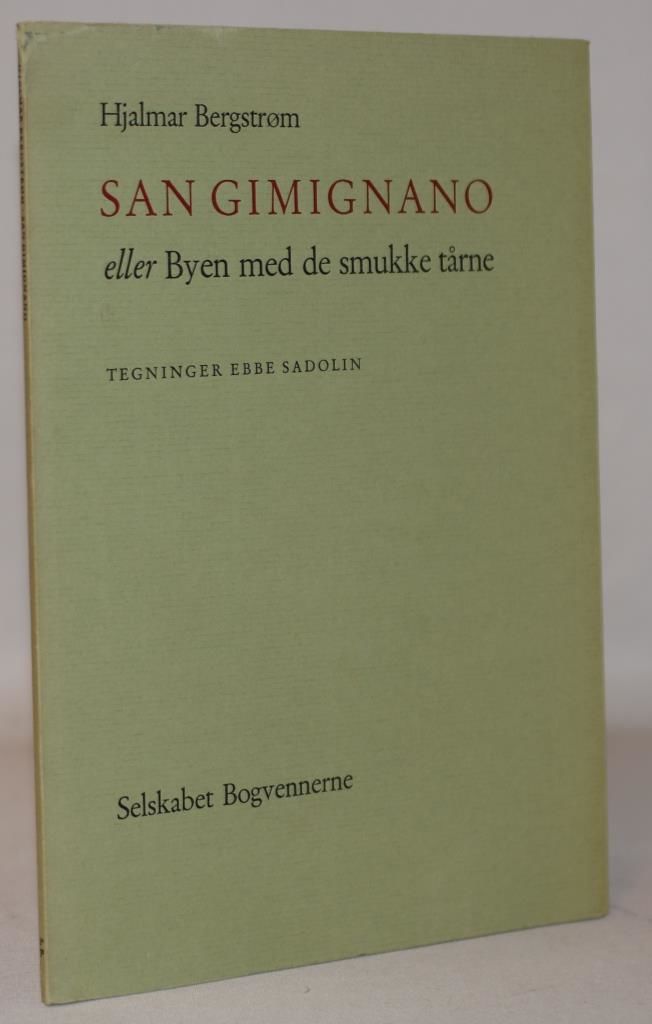 Hjalmar Bergstrøm
SAN GIMIGNANO
eller Byen med de smukke tårne
TEGNINGER EBBE SADOLIN
Selskabet Bogvennerne